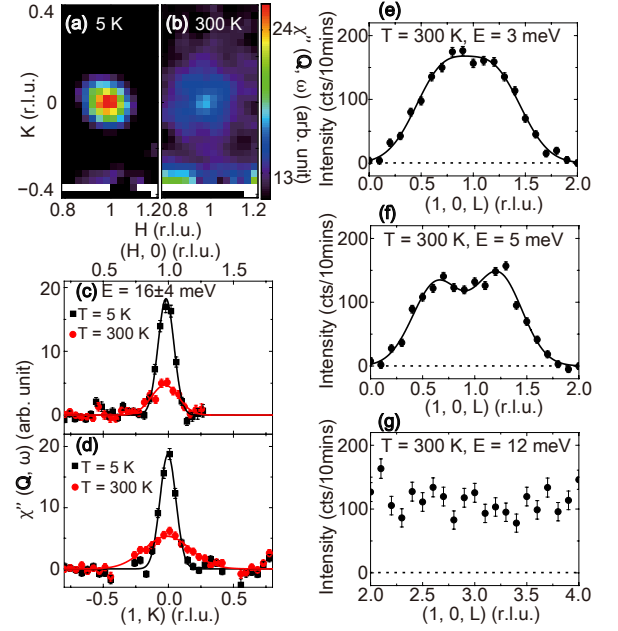 (a) 5 K
(b) 300 K
24
13
χ″ (Q, ω) (arb. unit)
K (r.l.u.)
0.4
0
−0.4
0.8 1 1.2
0.8 1 1.2
H (r.l.u.)
(H, 0) (r.l.u.)
0.5 1.0 1.5
(c) E = 16±4 meV
T = 5 K
T = 300 K
20
10
0
(d)
T = 5 K
T = 300 K
20
10
0
χ″ (Q, ω) (arb. unit)
−0.5 0.0 0.5
(1, K) (r.l.u.)
(e)
T = 300 K, E = 3 meV
200
100
0
Intensity (cts/10mins)
0.0 0.5 1.0 1.5 2.0
(1, 0, L) (r.l.u.)
(f)
T = 300 K, E = 5 meV
200
100
0
Intensity (cts/10mins)
0.0 0.5 1.0 1.5 2.0
(1, 0, L) (r.l.u.)
(g)
T = 300 K, E = 12 meV
200
100
0
Intensity (cts/10mins)
2.0 2.5 3.0 3.5 4.0
(1, 0, L) (r.l.u.)